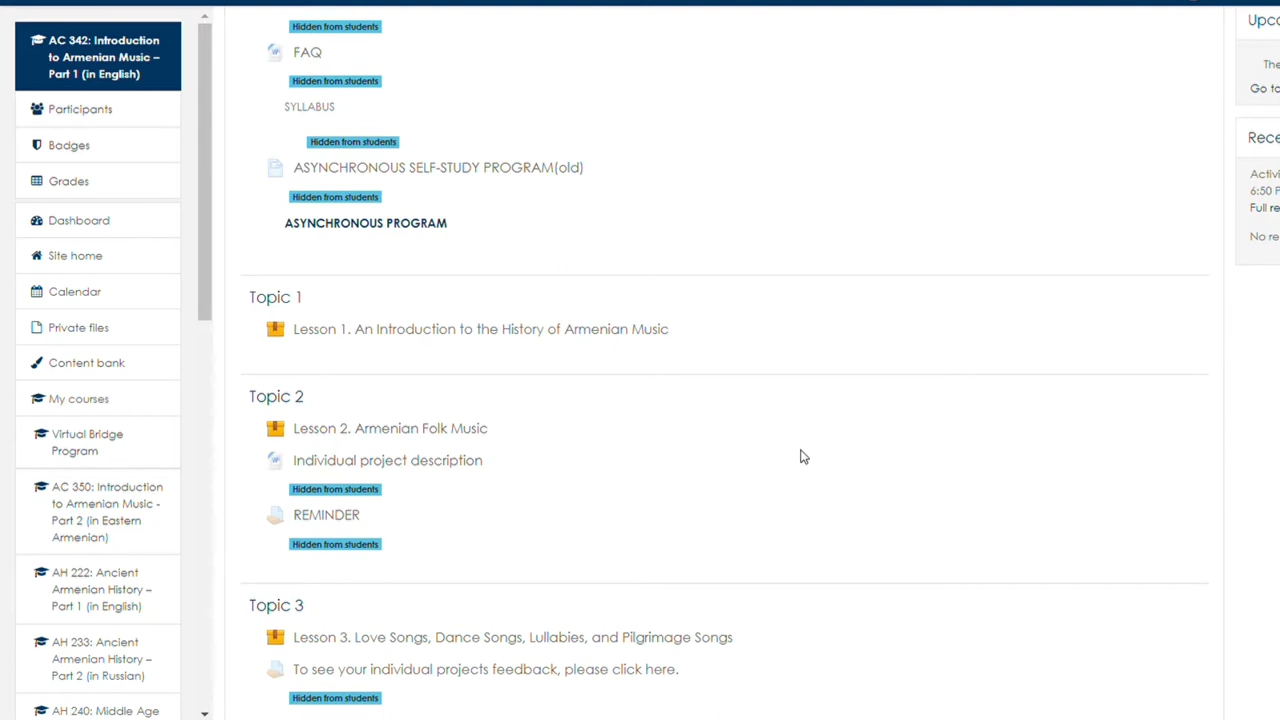 AC 342: Introduction
to Armenian Music –
Part 1 (in English)
Participants
Badges
Grades
Dashboard
Site home
Calendar
Private files
Content bank
My courses
Virtual Bridge
Program
AC 350: Introduction
to Armenian Music -
Part 2 (in Eastern
Armenian)
AH 222: Ancient
Armenian History –
Part 1 (in English)
AH 233: Ancient
Armenian History –
Part 2 (in Russian)
AH 240: Middle Age
Hidden from students
FAQ
Hidden from students
SYLLABUS
Hidden from students
ASYNCHRONOUS SELF-STUDY PROGRAM(old)
Hidden from students
ASYNCHRONOUS PROGRAM
Topic 1
Lesson 1. An Introduction to the History of Armenian Music
Topic 2
Lesson 2. Armenian Folk Music
Individual project description
Hidden from students
REMINDER
Hidden from students
Topic 3
Lesson 3. Love Songs, Dance Songs, Lullabies, and Pilgrimage Songs
To see your individual projects feedback, please click here.
Hidden from students
Upco
The
Go to
Rece
Activi
6:50 P
Full re
No re